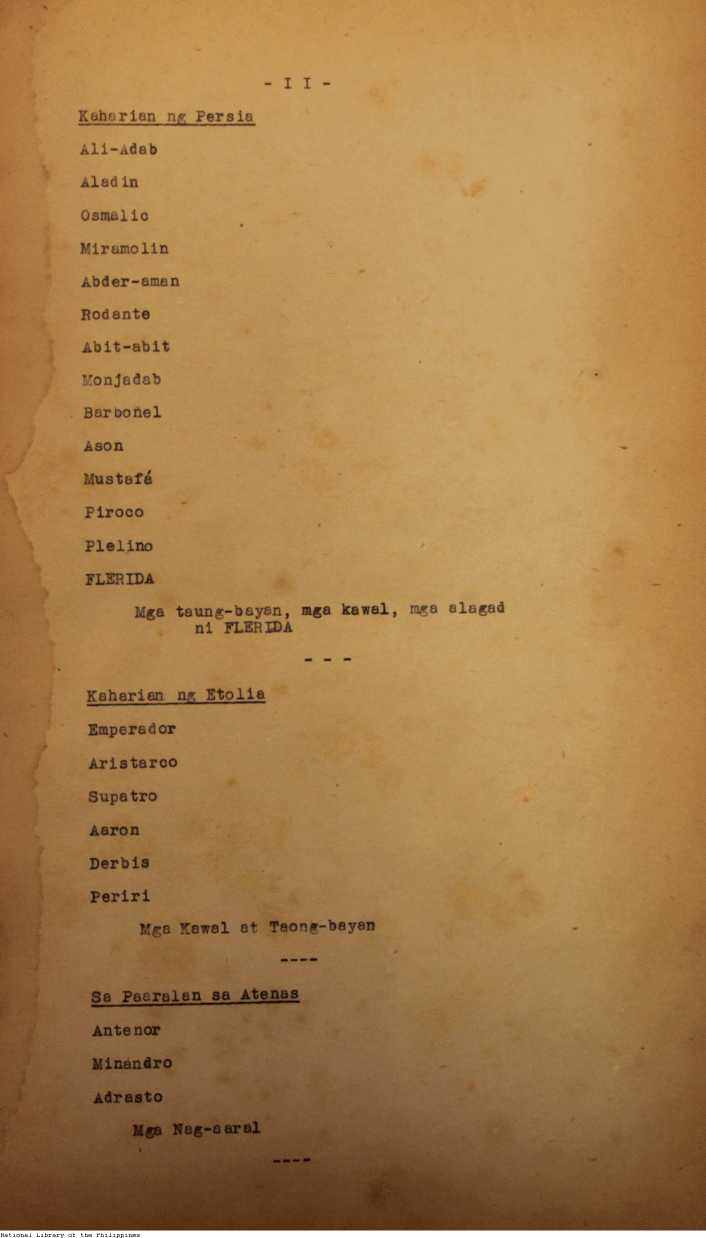 - I I -
Kaharian ng Persia
Ali-Adab
Aladin
Osmalic
Miramolin
Abder-aman
Rodante
Abit-abit
Monjadab
Barboñel
Ason
Mustafá
Piroco
Plelino
FLERIDA
Mga taung-bayan, mga kawal, mga alagad
ni FLERIDA
- - -
Kaharian ng Etolia
Emperador
Aristarco
Supatro
Aaron
Derbis
Periri
Mga Kawal at Taong-bayan
----
Sa Paaralan sa Atenas
Antenor
Minandro
Adrasto
Mga Nag-aaral
----
National Library of the Philippines